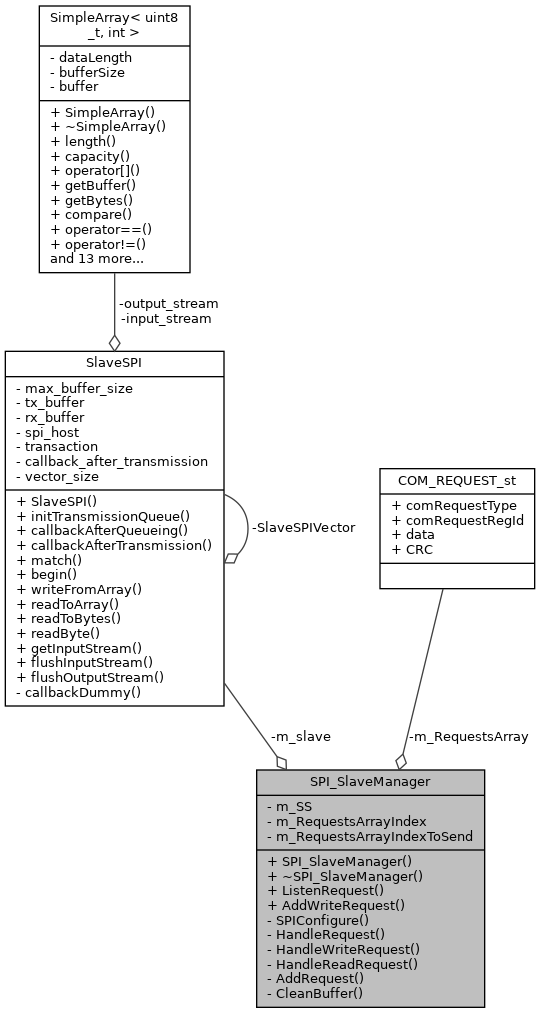 SimpleArray< uint8
_t, int >
- dataLength
- bufferSize
- buffer
+ SimpleArray()
+ ~SimpleArray()
+ length()
+ capacity()
+ operator[]()
+ getBuffer()
+ getBytes()
+ compare()
+ operator==()
+ operator!=()
and 13 more...
-output_stream
-input_stream
SlaveSPI
- max_buffer_size
- tx_buffer
- rx_buffer
- spi_host
- transaction
- callback_after_transmission
- vector_size
+ SlaveSPI()
+ initTransmissionQueue()
+ callbackAfterQueueing()
+ callbackAfterTransmission()
+ match()
+ begin()
+ writeFromArray()
+ readToArray()
+ readToBytes()
+ readByte()
+ getInputStream()
+ flushInputStream()
+ flushOutputStream()
- callbackDummy()
-SlaveSPIVector
COM_REQUEST_st
+ comRequestType
+ comRequestRegId
+ data
+ CRC
-m_slave
-m_RequestsArray
SPI_SlaveManager
- m_SS
- m_RequestsArrayIndex
- m_RequestsArrayIndexToSend
+ SPI_SlaveManager()
+ ~SPI_SlaveManager()
+ ListenRequest()
+ AddWriteRequest()
- SPIConfigure()
- HandleRequest()
- HandleWriteRequest()
- HandleReadRequest()
- AddRequest()
- CleanBuffer()